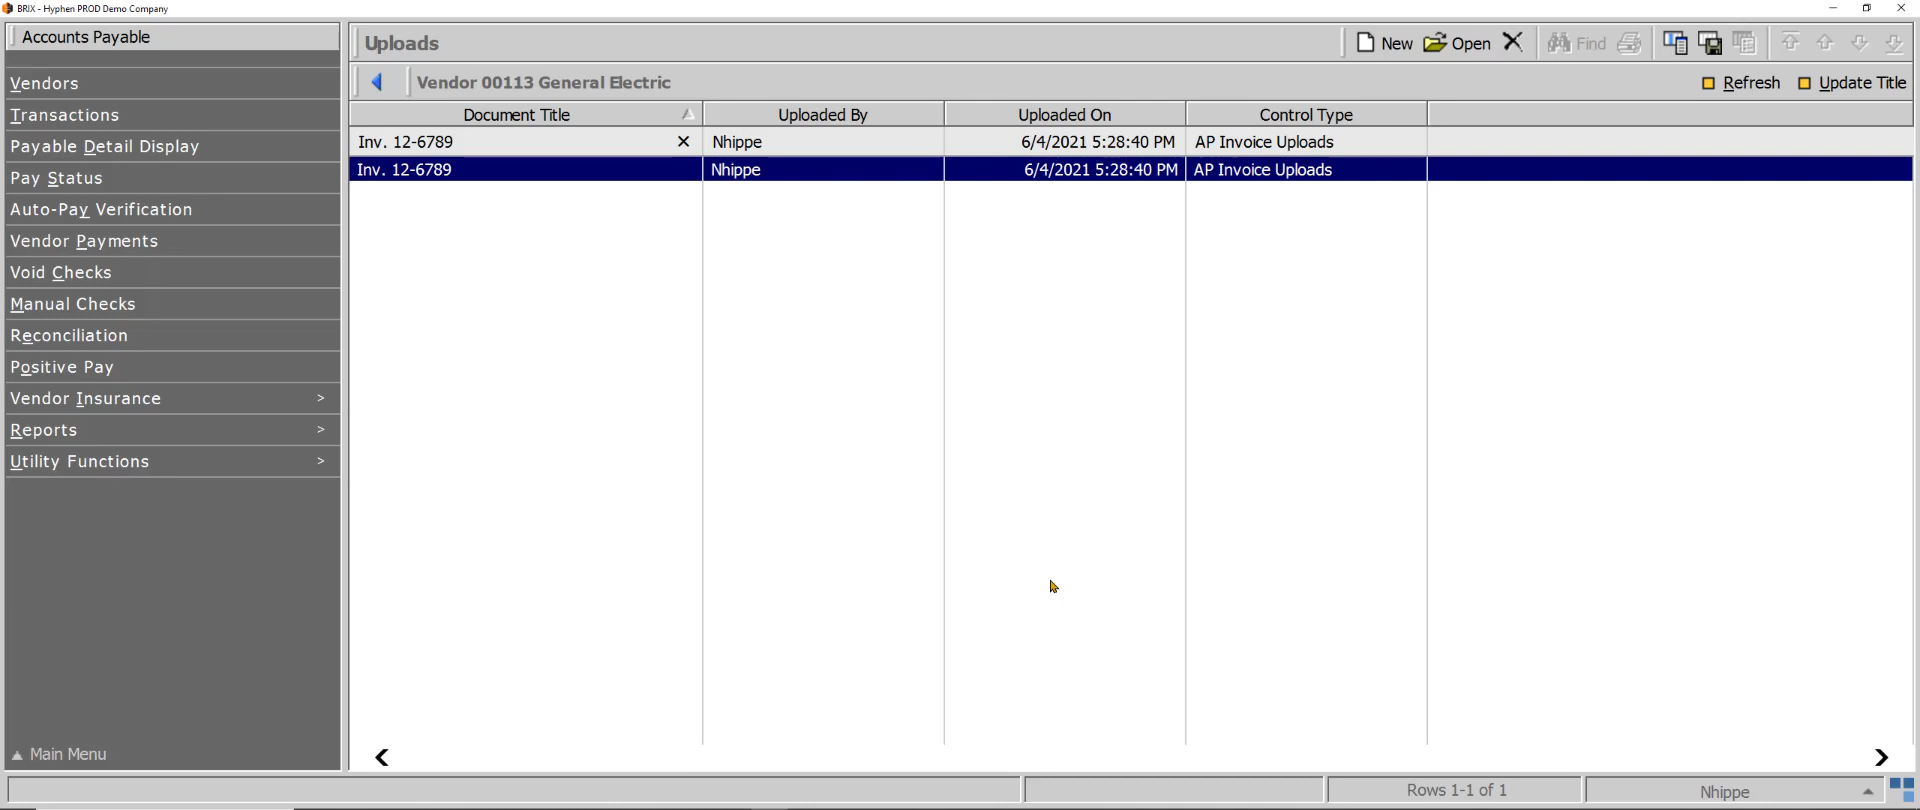 BRIX - Hyphen PROD Demo Company
Accounts Payable
Vendors
Transactions
Payable Detail Display
Pay Status
Auto-Pay Verification
Vendor Payments
Void Checks
Manual Checks
Reconciliation
Positive Pay
Vendor Insurance >
Reports >
Utility Functions >
Main Menu
Uploads
New Open Find
Vendor 00113 General Electric
Refresh Update Title
Document Title Uploaded By Uploaded On Control Type
Inv. 12-6789 Nhippe 6/4/2021 5:28:40 PM AP Invoice Uploads
Inv. 12-6789 Nhippe 6/4/2021 5:28:40 PM AP Invoice Uploads
Rows 1-1 of 1 Nhippe